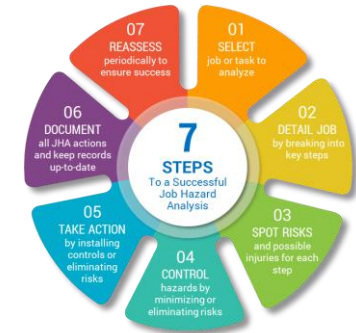 7
STEPS
To a Successful
Job Hazard
Analysis
01
SELECT
job or task to
analyze
02
DETAIL JOB
by breaking into
key steps
03
SPOT RISKS
and possible
injuries for each
step
04
CONTROL
hazards by
minimizing or
eliminating risks
05
TAKE ACTION
by installing
controls or
eliminating
risks
06
DOCUMENT
all JHA actions
and keep records
up-to-date
07
REASSESS
periodically to
ensure success